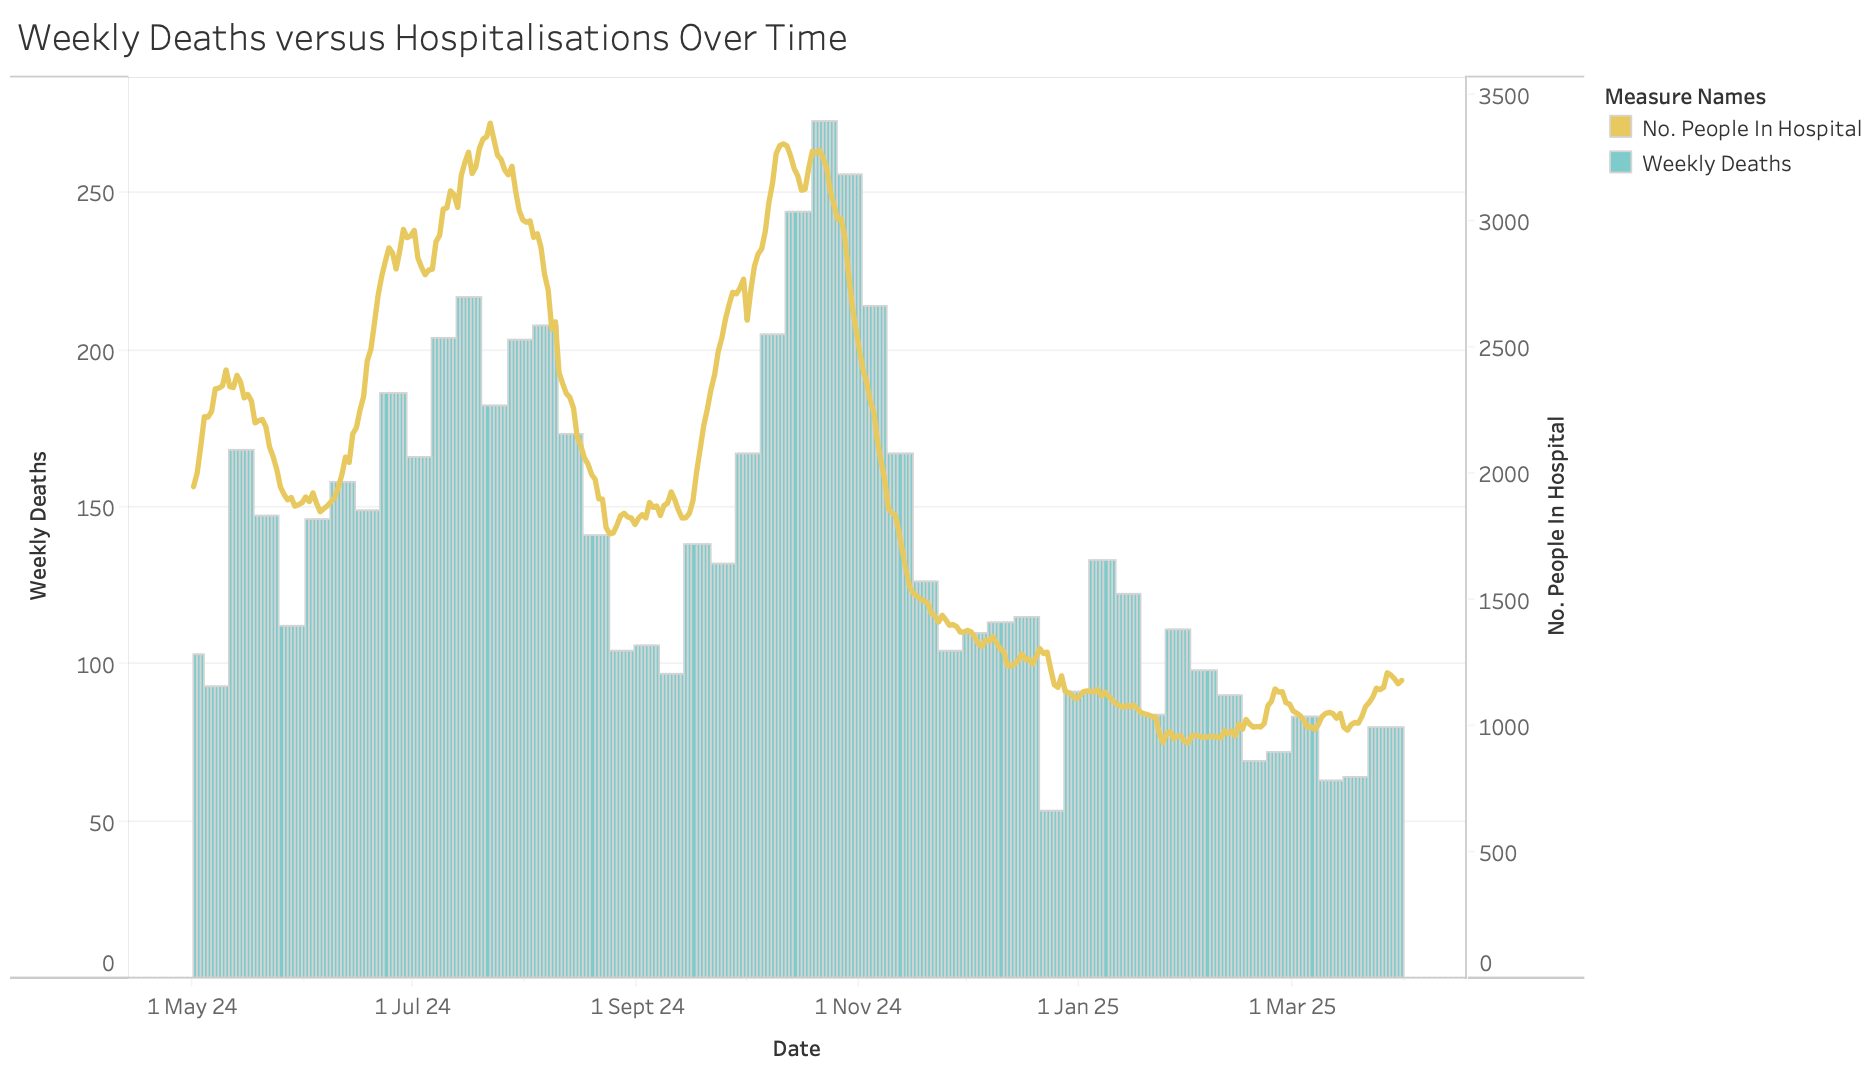 Weekly Deaths versus Hospitalisations Over Time
Measure Names
No. People In Hospital
Weekly Deaths
Weekly Deaths
250
200
150
100
50
0
No. People In Hospital
3500
3000
2500
2000
1500
1000
500
0
1 May 24
1 Jul 24
1 Sept 24
1 Nov 24
1 Jan 25
1 Mar 25
Date